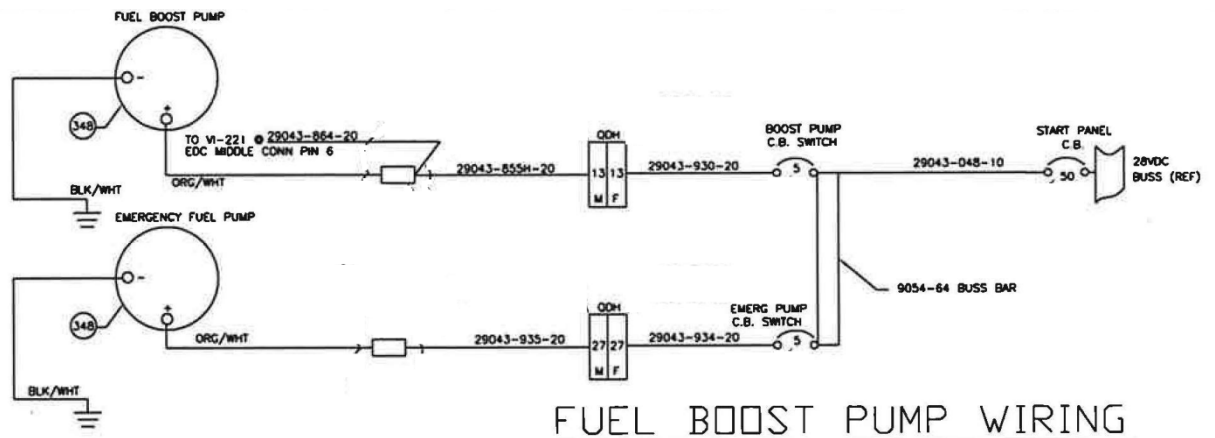 FUEL BOOST PUMP
-
+
348
TO VI-221 29043-864-20
EDC MIDDLE CONN PIN 6
ORG/WHT
BLK/WHT
29043-855H-20
QDH
13 13
M F
29043-930-20
BOOST PUMP
C.B. SWITCH
5
29043-048-10
START PANEL
C.B.
50
28VDC
BUSS (REF)
EMERGENCY FUEL PUMP
-
+
348
ORG/WHT
BLK/WHT
29043-935-20
QDH
27 27
M F
29043-934-20
EMERG PUMP
C.B. SWITCH
5
9054-64 BUSS BAR
FUEL BOOST PUMP WIRING